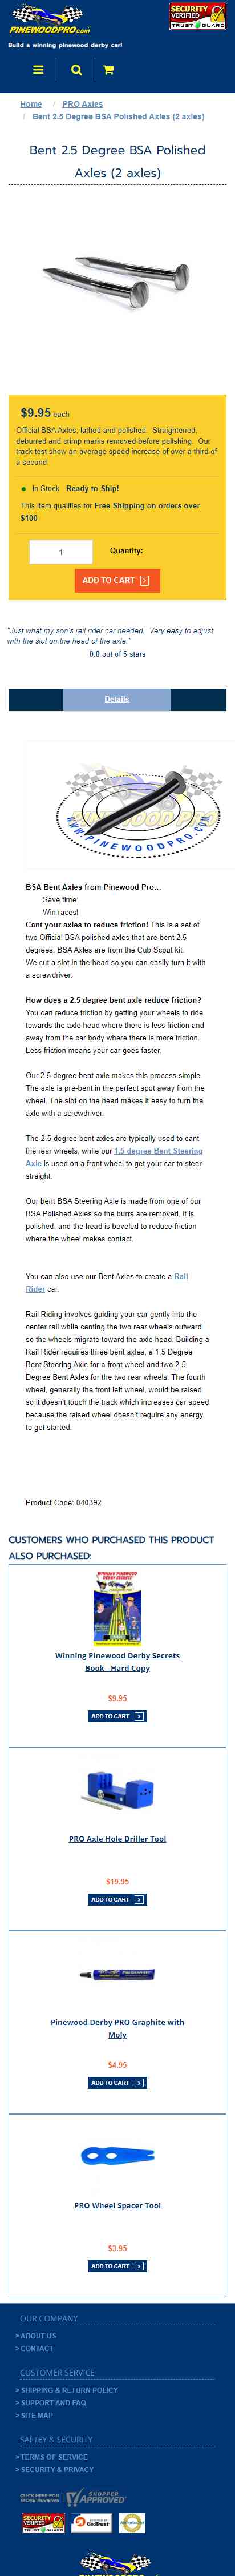 PINEWOODPRO.com
Build a winning pinewood derby car!
SECURITY
VERIFIED
TRUST GUARD
Home / PRO Axles
/ Bent 2.5 Degree BSA Polished Axles (2 axles)
Bent 2.5 Degree BSA Polished
Axles (2 axles)
$9.95 each
Official BSA Axles, lathed and polished. Straightened,
deburred and crimp marks removed before polishing. Our
track test show an average speed increase of over a third of
a second.
In Stock Ready to Ship!
This item qualifies for Free Shipping on orders over
$100
1 Quantity:
ADD TO CART
"Just what my son's rail rider car needed. Very easy to adjust
with the slot on the head of the axle."
0.0 out of 5 stars
Details
PINEWOOD PRO
WWW.PINEWOODPRO.COM
BSA Bent Axles from Pinewood Pro...
Save time.
Win races!
Cant your axles to reduce friction! This is a set of
two Official BSA polished axles that are bent 2.5
degrees. BSA Axles are from the Cub Scout kit.
We cut a slot in the head so you can easily turn it with
a screwdriver.
How does a 2.5 degree bent axle reduce friction?
You can reduce friction by getting your wheels to ride
towards the axle head where there is less friction and
away from the car body where there is more friction.
Less friction means your car goes faster.
Our 2.5 degree bent axle makes this process simple.
The axle is pre-bent in the perfect spot away from the
wheel. The slot on the head makes it easy to turn the
axle with a screwdriver.
The 2.5 degree bent axles are typically used to cant
the rear wheels, while our 1.5 degree Bent Steering
Axle is used on a front wheel to get your car to steer
straight.
Our bent BSA Steering Axle is made from one of our
BSA Polished Axles so the burrs are removed, it is
polished, and the head is beveled to reduce friction
where the wheel makes contact.
You can also use our Bent Axles to create a Rail
Rider car.
Rail Riding involves guiding your car gently into the
center rail while canting the two rear wheels outward
so the wheels migrate toward the axle head. Building a
Rail Rider requires three bent axles; a 1.5 Degree
Bent Steering Axle for a front wheel and two 2.5
Degree Bent Axles for the two rear wheels. The fourth
wheel, generally the front left wheel, would be raised
so it doesn't touch the track which increases car speed
because the raised wheel doesn't require any energy
to get started.
Product Code: 040392
CUSTOMERS WHO PURCHASED THIS PRODUCT
ALSO PURCHASED:
Winning Pinewood Derby Secrets
Book - Hard Copy
$9.95
ADD TO CART
PRO Axle Hole Driller Tool
$19.95
ADD TO CART
Pinewood Derby PRO Graphite with
Moly
$4.95
ADD TO CART
PRO Wheel Spacer Tool
$3.95
ADD TO CART
OUR COMPANY
> ABOUT US
> CONTACT
CUSTOMER SERVICE
> SHIPPING & RETURN POLICY
> SUPPORT AND FAQ
> SITE MAP
SAFTEY & SECURITY
> TERMS OF SERVICE
> SECURITY & PRIVACY
CLICK HERE FOR
MORE REVIEWS
SHOPPER
APPROVED
SECURITY
VERIFIED
TRUST GUARD